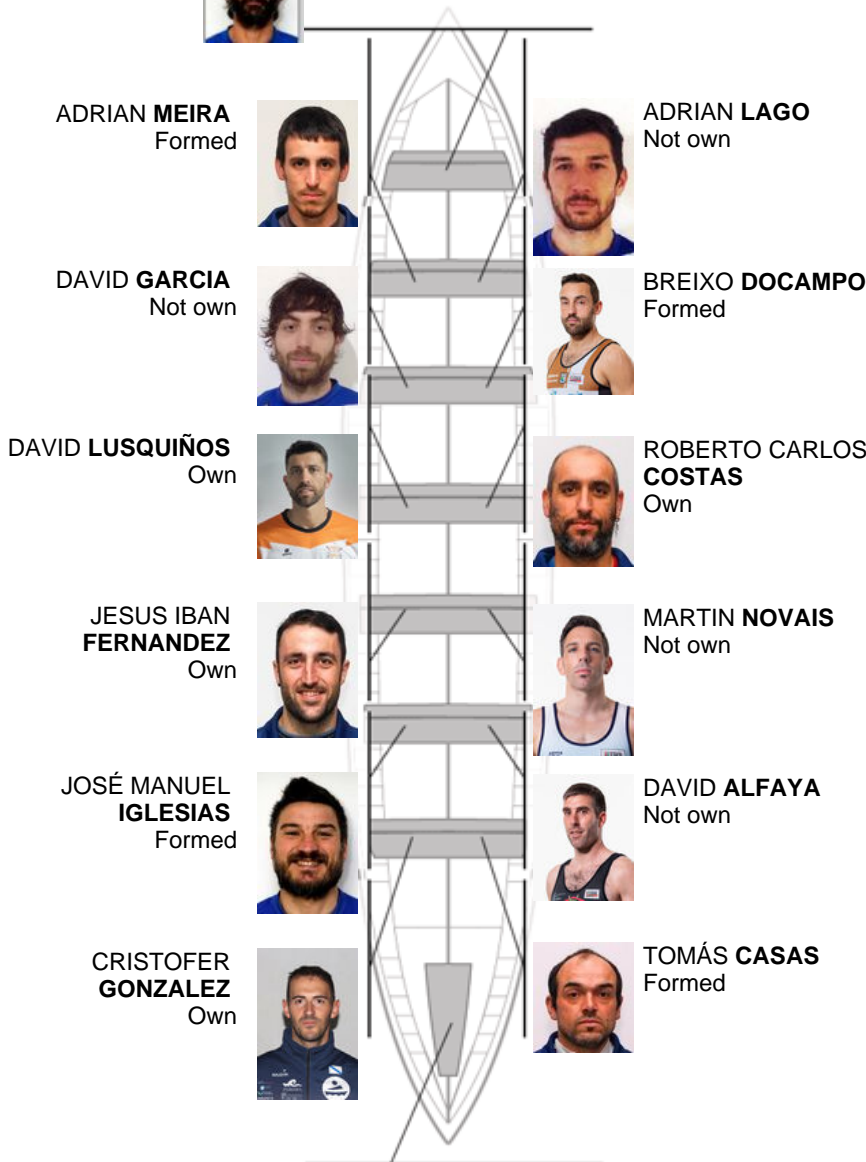 ADRIAN MEIRA
Formed
ADRIAN LAGO
Not own
DAVID GARCIA
Not own
BREIXO DOCAMPO
Formed
DAVID LUSQUIÑOS
Own
ROBERTO CARLOS
COSTAS
Own
JESUS IBAN
FERNANDEZ
Own
MARTIN NOVAIS
Not own
JOSÉ MANUEL
IGLESIAS
Formed
DAVID ALFAYA
Not own
CRISTOFER
GONZALEZ
Own
TOMÁS CASAS
Formed